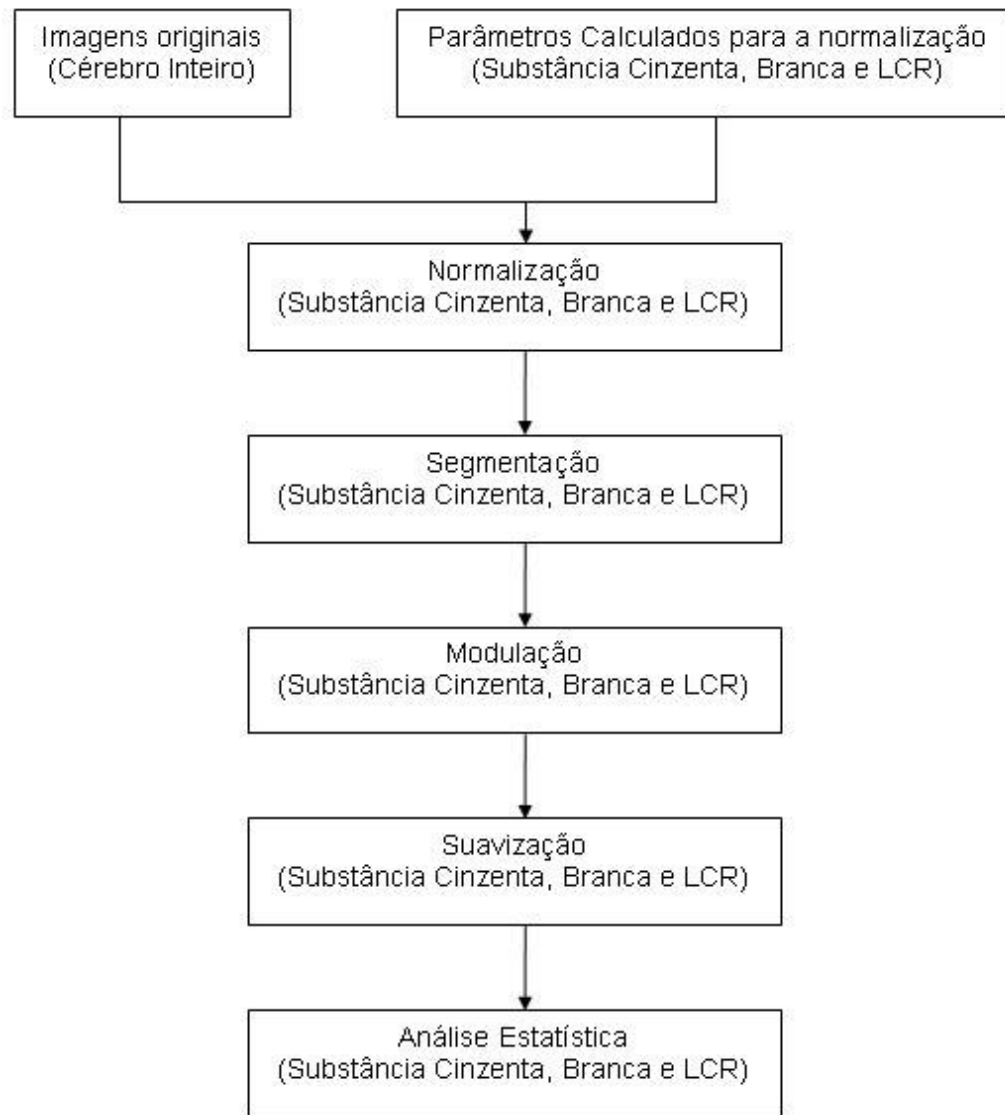 Imagens originais
(Cérebro Inteiro)
Parâmetros Calculados para a normalização
(Substância Cinzenta, Branca e LCR)
Normalização
(Substância Cinzenta, Branca e LCR)
Segmentação
(Substância Cinzenta, Branca e LCR)
Modulação
(Substância Cinzenta, Branca e LCR)
Suavização
(Substância Cinzenta, Branca e LCR)
Análise Estatística
(Substância Cinzenta, Branca e LCR)